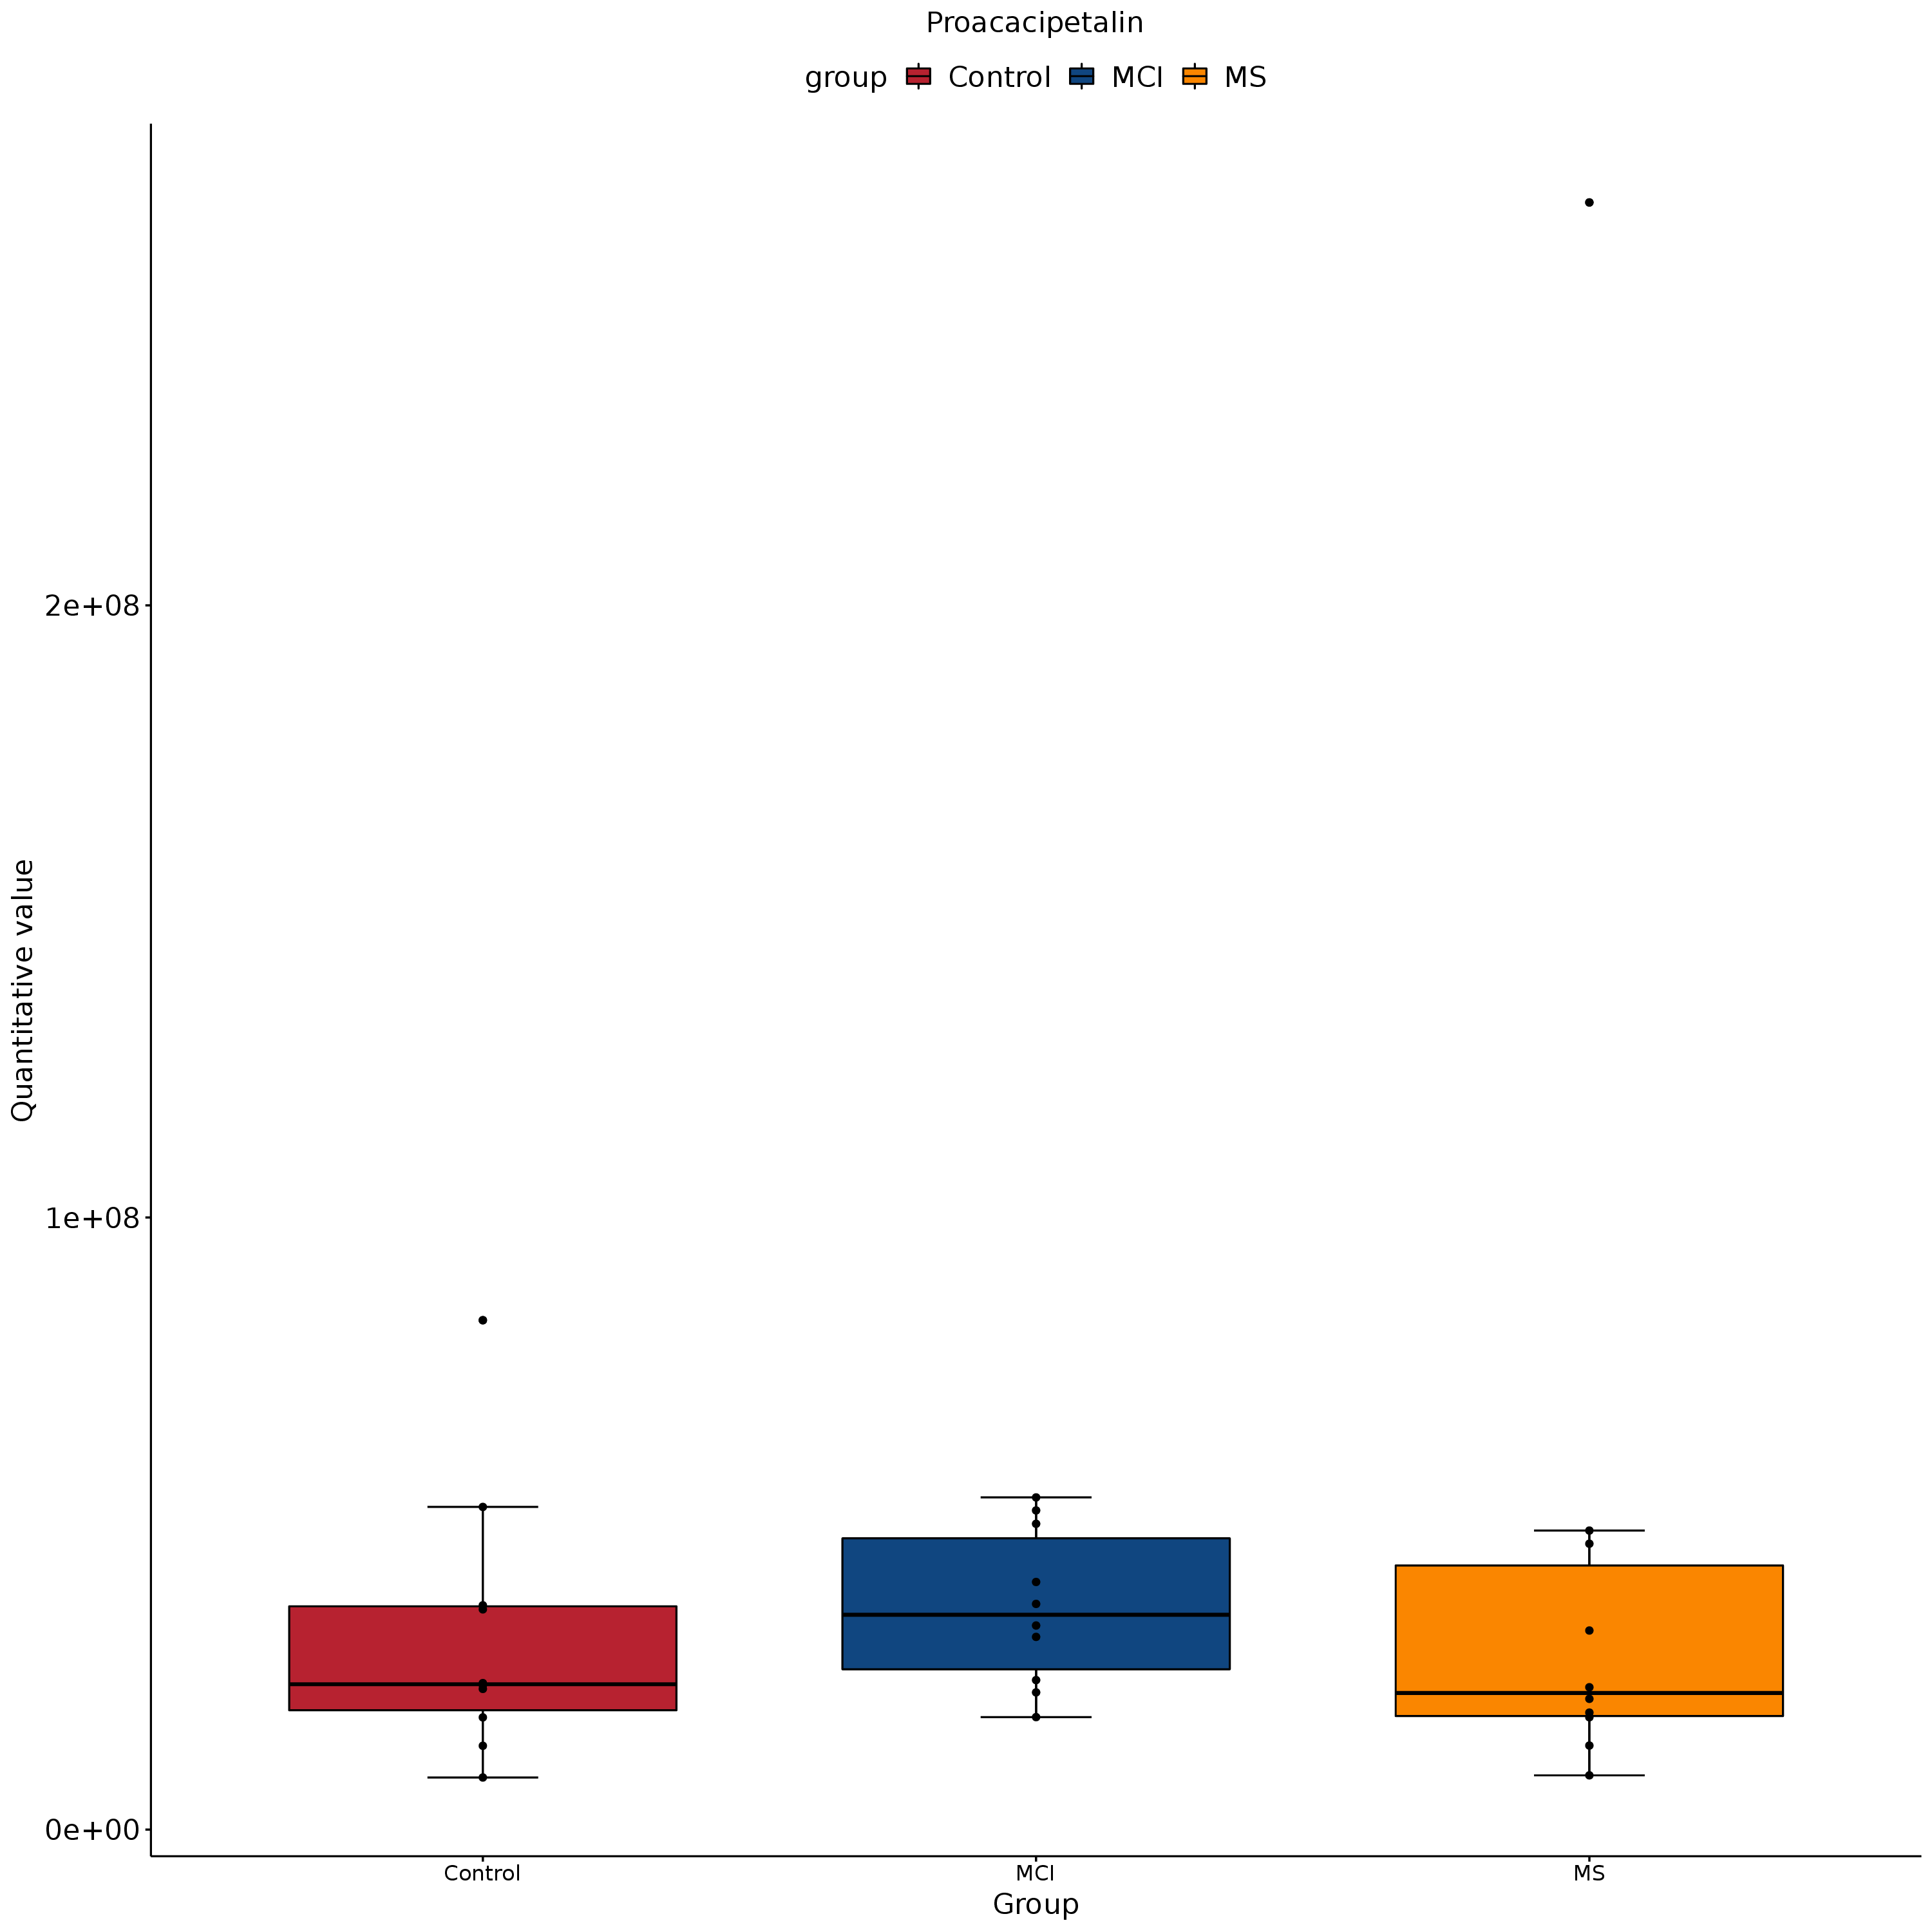 Proacacipetalin
group Control MCI MS
Quantitative value
2e+08
1e+08
0e+00
Control MCI MS
Group